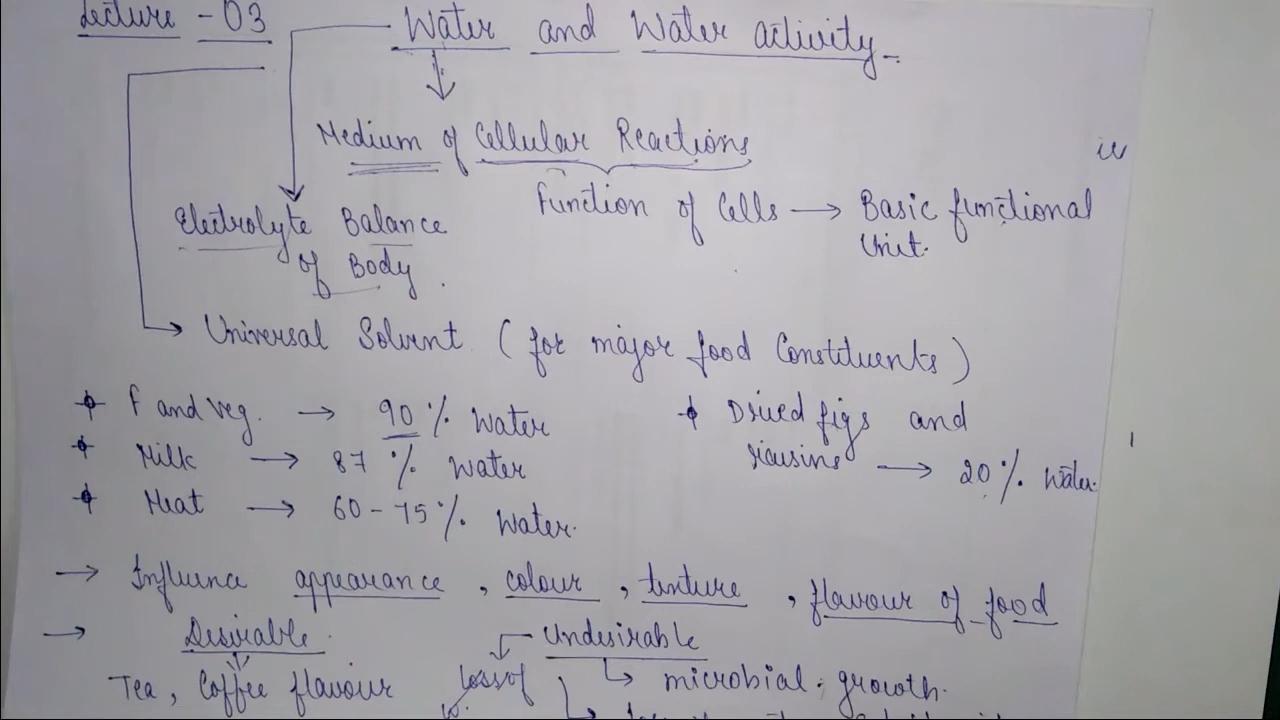 Lecture - 03
Water and Water activity -
Medium of Cellular Reactions
Function of Cells → Basic functional
Unit.
Electrolyte Balance
of Body.
→ Universal Solvent (for major food Constituents)
F and Veg. → 90% Water
Milk → 87% Water
Meat → 60-75% Water.
Dried figs and
raisins → 20% Water.
→ Influence appearance, colour, texture, flavour of food
→ Desirable. Undesirable
Tea, Coffee flavour loss of microbial growth.